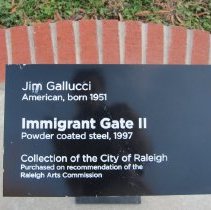 Jim Gallucci
American, born 1951
Immigrant Gate II
Powder coated steel, 1997
Collection of the City of Raleigh
Purchased on recommendation of the
Raleigh Arts Commission